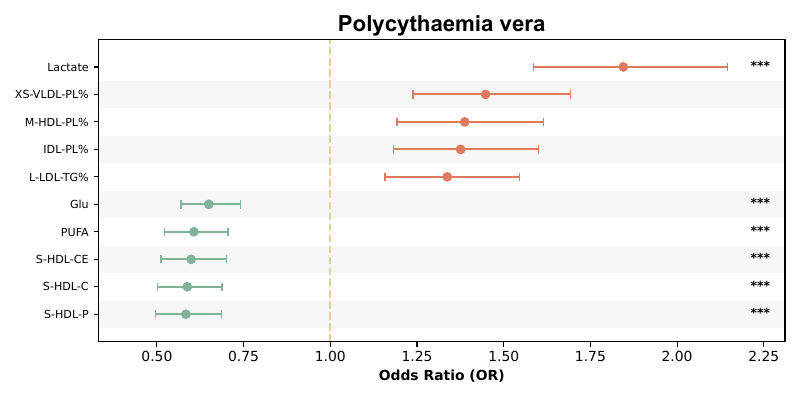 Polycythaemia vera
Lactate ***
XS-VLDL-PL%
M-HDL-PL%
IDL-PL%
L-LDL-TG%
Glu ***
PUFA ***
S-HDL-CE ***
S-HDL-C ***
S-HDL-P ***
0.50 0.75 1.00 1.25 1.50 1.75 2.00 2.25
Odds Ratio (OR)